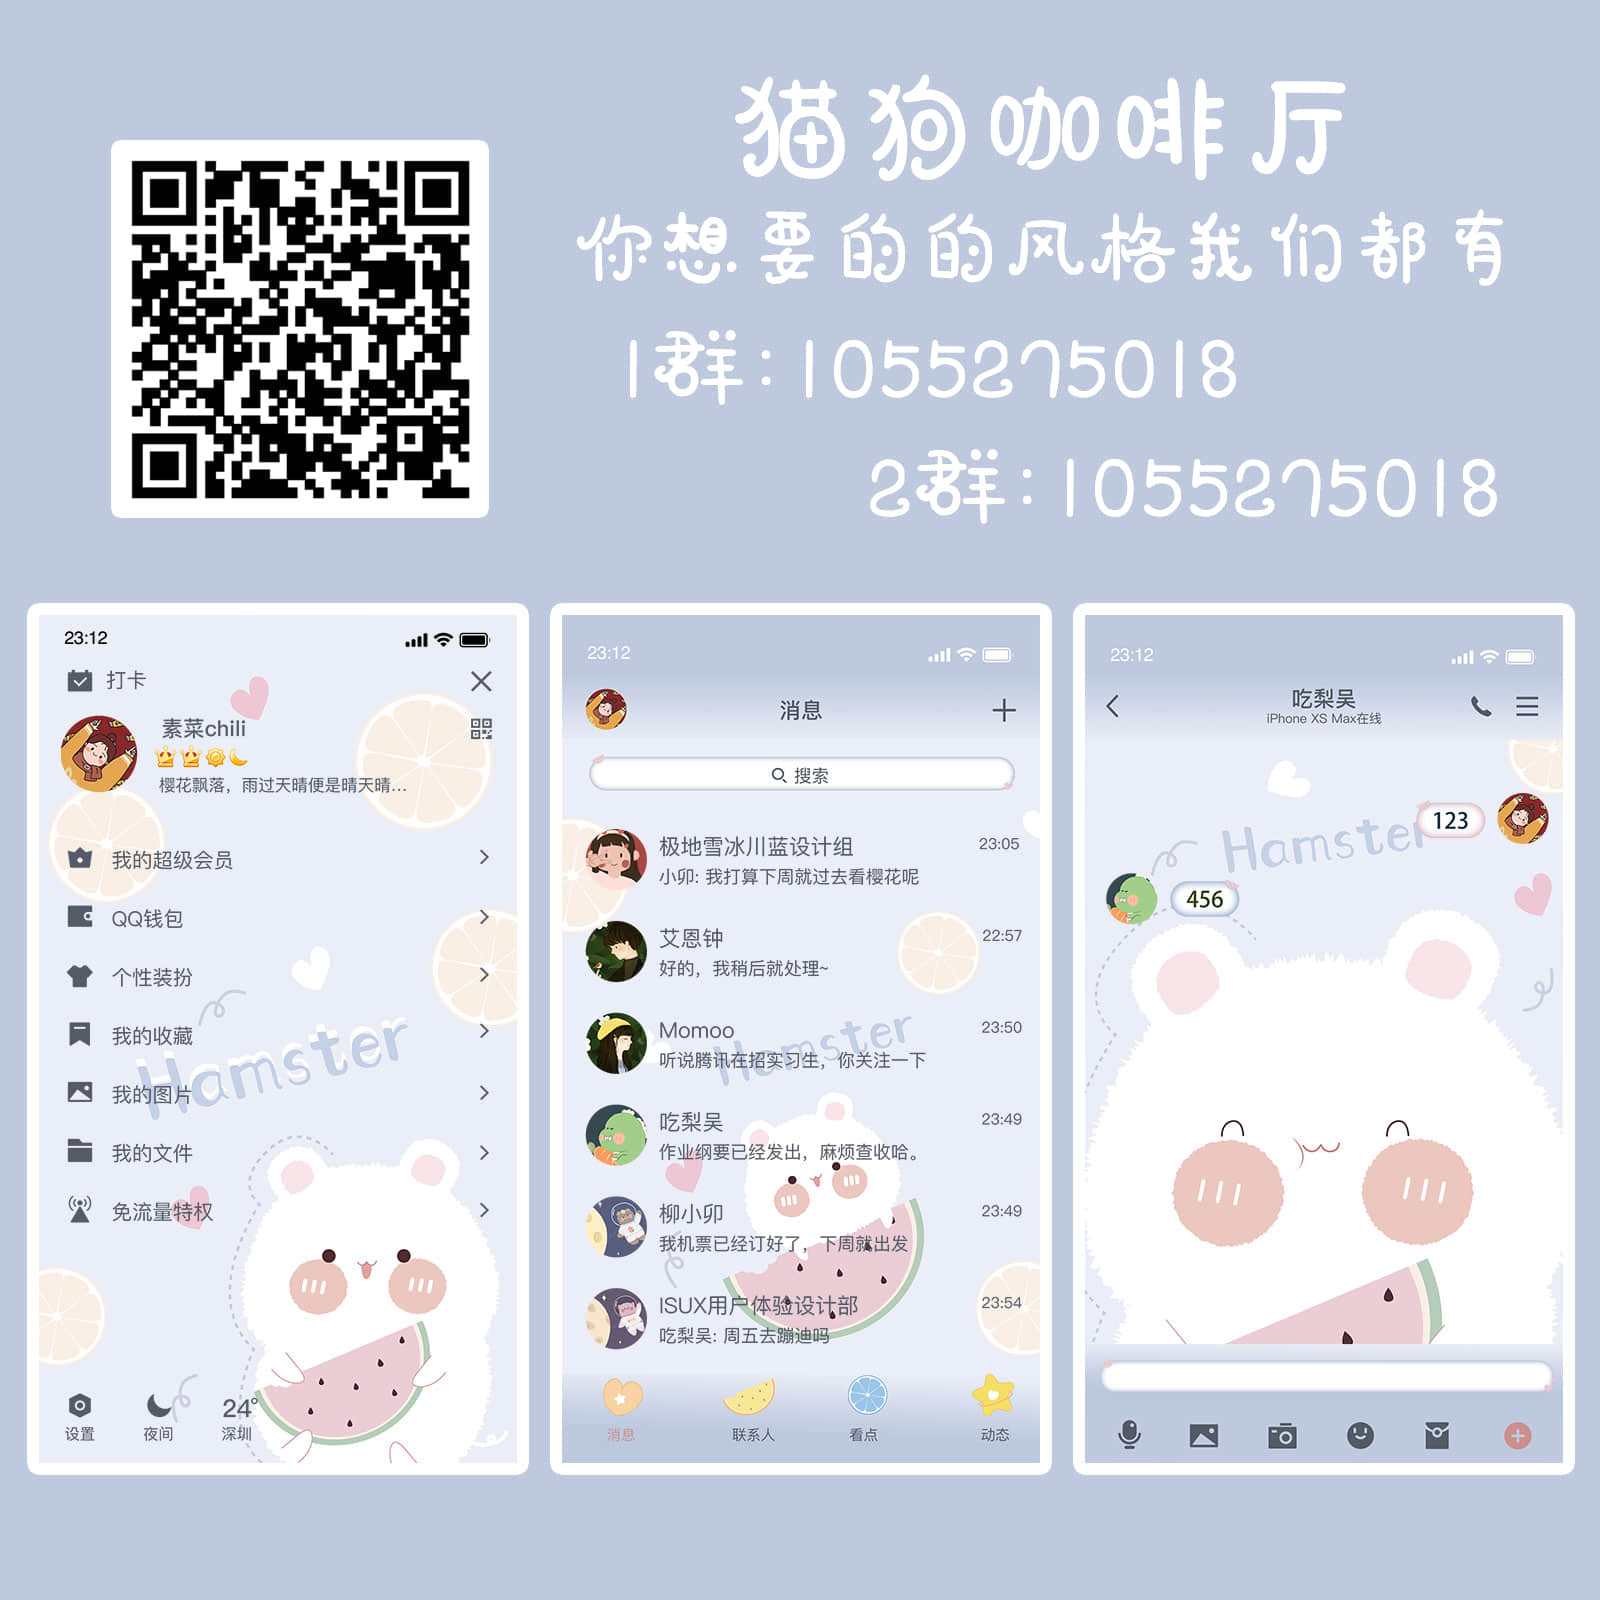 猫狗咖啡厅
你想要的的风格我们都有
1群:1055275018
2群:1055275018
23:12
打卡
素菜chili
樱花飘落，雨过天晴便是晴天晴...
我的超级会员
QQ钱包
个性装扮
我的收藏
Hamster
我的图片
我的文件
免流量特权
24°
设置 夜间 深圳
23:12
消息
搜索
极地雪冰川蓝设计组 23:05
小卯: 我打算下周就过去看樱花呢
艾恩钟 22:57
好的，我稍后就处理~
Momoo 23:50
听说腾讯在招实习生，你关注一下
Hamster
吃梨吴 23:49
作业纲要已经发出，麻烦查收哈。
柳小卯 23:49
我机票已经订好了，下周就出发
ISUX用户体验设计部 23:54
吃梨吴: 周五去蹦迪吗
消息 联系人 看点 动态
23:12
吃梨吴
iPhone XS Max在线
123
Hamster
456